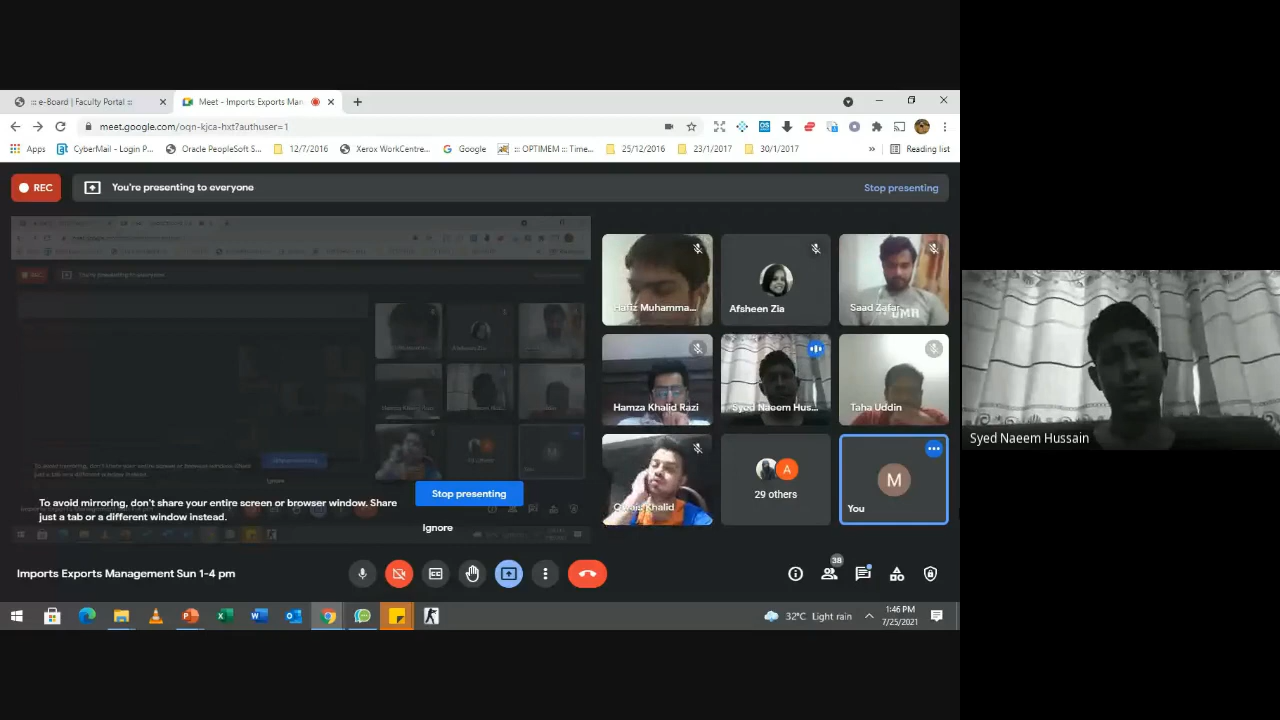 ::: e-Board | Faculty Portal :::
Meet - Imports Exports Man
meet.google.com/oqn-kjca-hxt?authuser=1
Apps
CyberMail - Login P...
Oracle PeopleSoft S...
12/7/2016
Xerox WorkCentre...
Google
::: OPTIMEM ::: Time...
25/12/2016
23/1/2017
30/1/2017
»
Reading list
REC
You're presenting to everyone
Stop presenting
Hafiz Muhamma...
Afsheen Zia
Saad Zafar
UMR
Hamza Khalid Razi
Syed Naeem Hus...
Taha Uddin
Syed Naeem Hussain
To avoid mirroring, don't share your entire screen or browser window. Share
just a tab or a different window instead.
Stop presenting
Ignore
Owais Khalid
A
29 others
M
You
Imports Exports Management Sun 1-4 pm
38
32°C Light rain
1:46 PM
7/25/2021